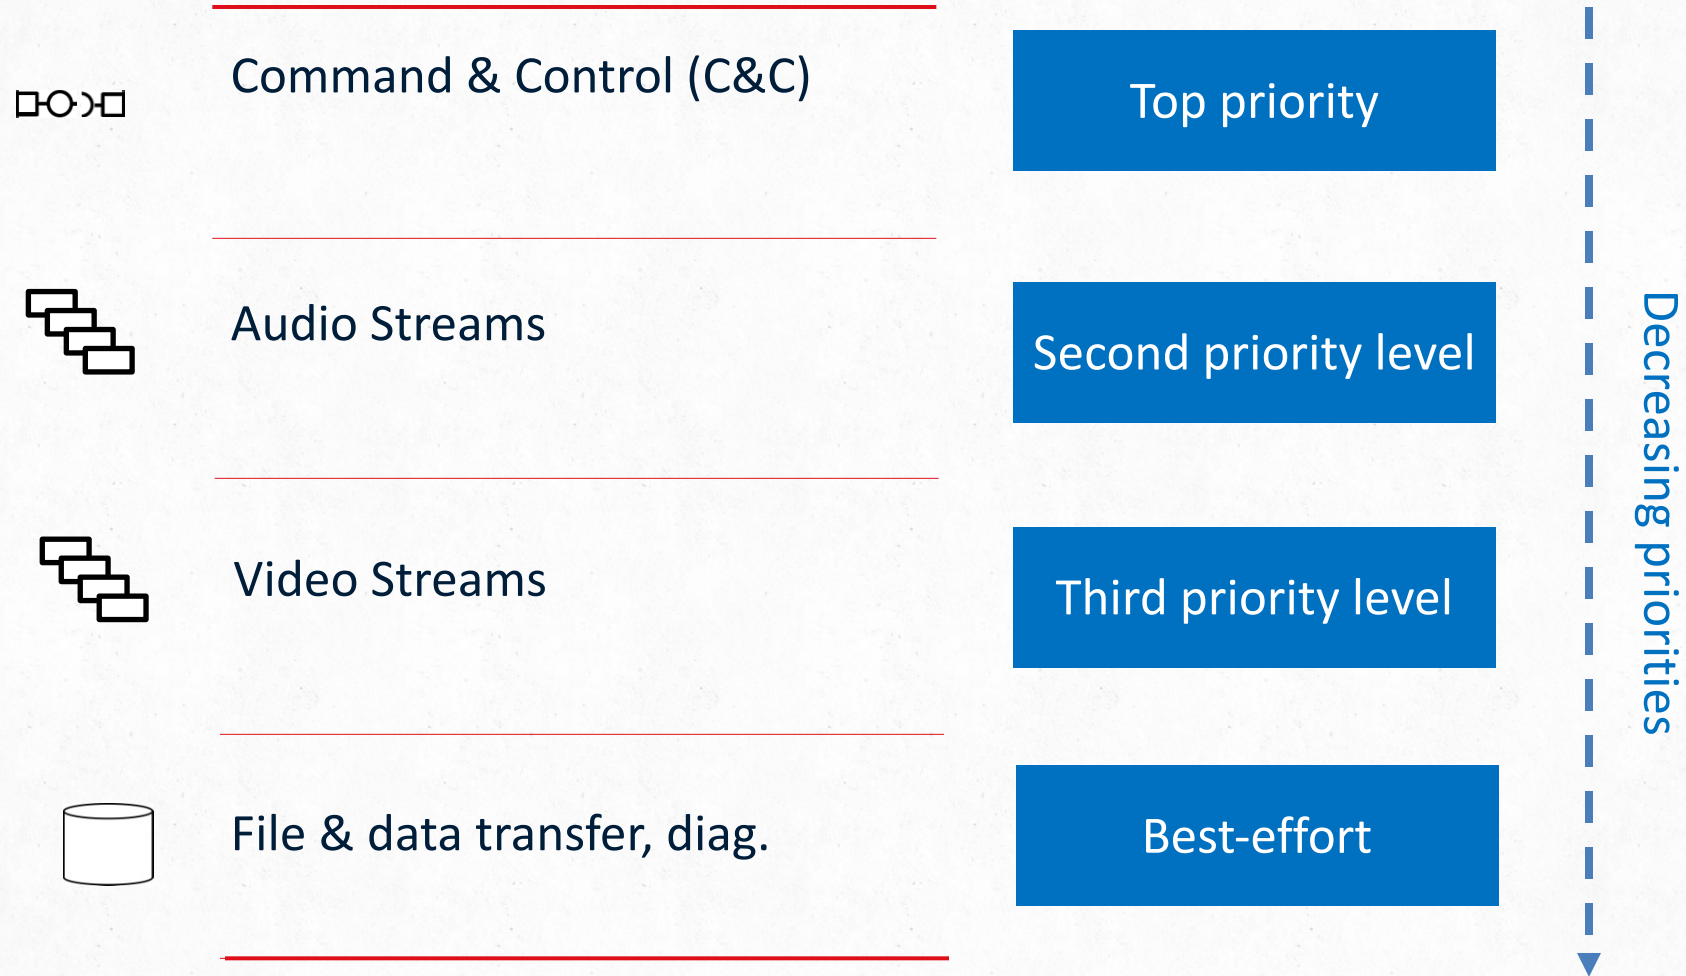 Command & Control (C&C)
Top priority
Audio Streams
Second priority level
Video Streams
Third priority level
File & data transfer, diag.
Best-effort
Decreasing priorities